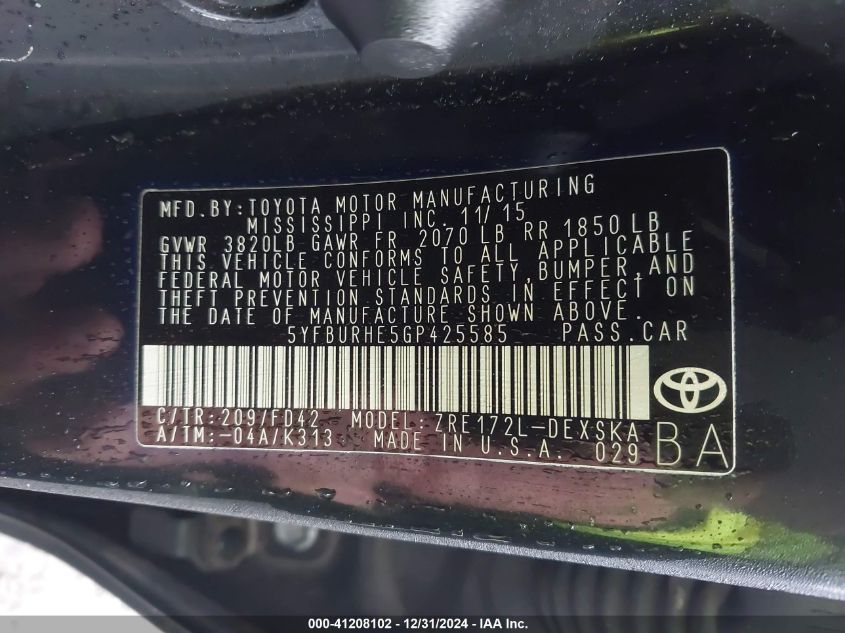 MFD. BY: TOYOTA MOTOR MANUFACTURING
MISSISSIPPI INC. 11/15
GVWR 3820LB GAWR FR 2070LB RR 1850LB
THIS VEHICLE CONFORMS TO ALL APPLICABLE
FEDERAL MOTOR VEHICLE SAFETY, BUMPER, AND
THEFT PREVENTION STANDARDS IN EFFECT ON
THE DATE OF MANUFACTURE SHOWN ABOVE.
5YFBURHE5GP425585 PASS. CAR
C/TR: 209/FD42 MODEL: ZRE172L-DEXSKA
A/TM: -04A/K313 MADE IN U.S.A. 029
BA
000-41208102 - 12/31/2024 - IAA Inc.